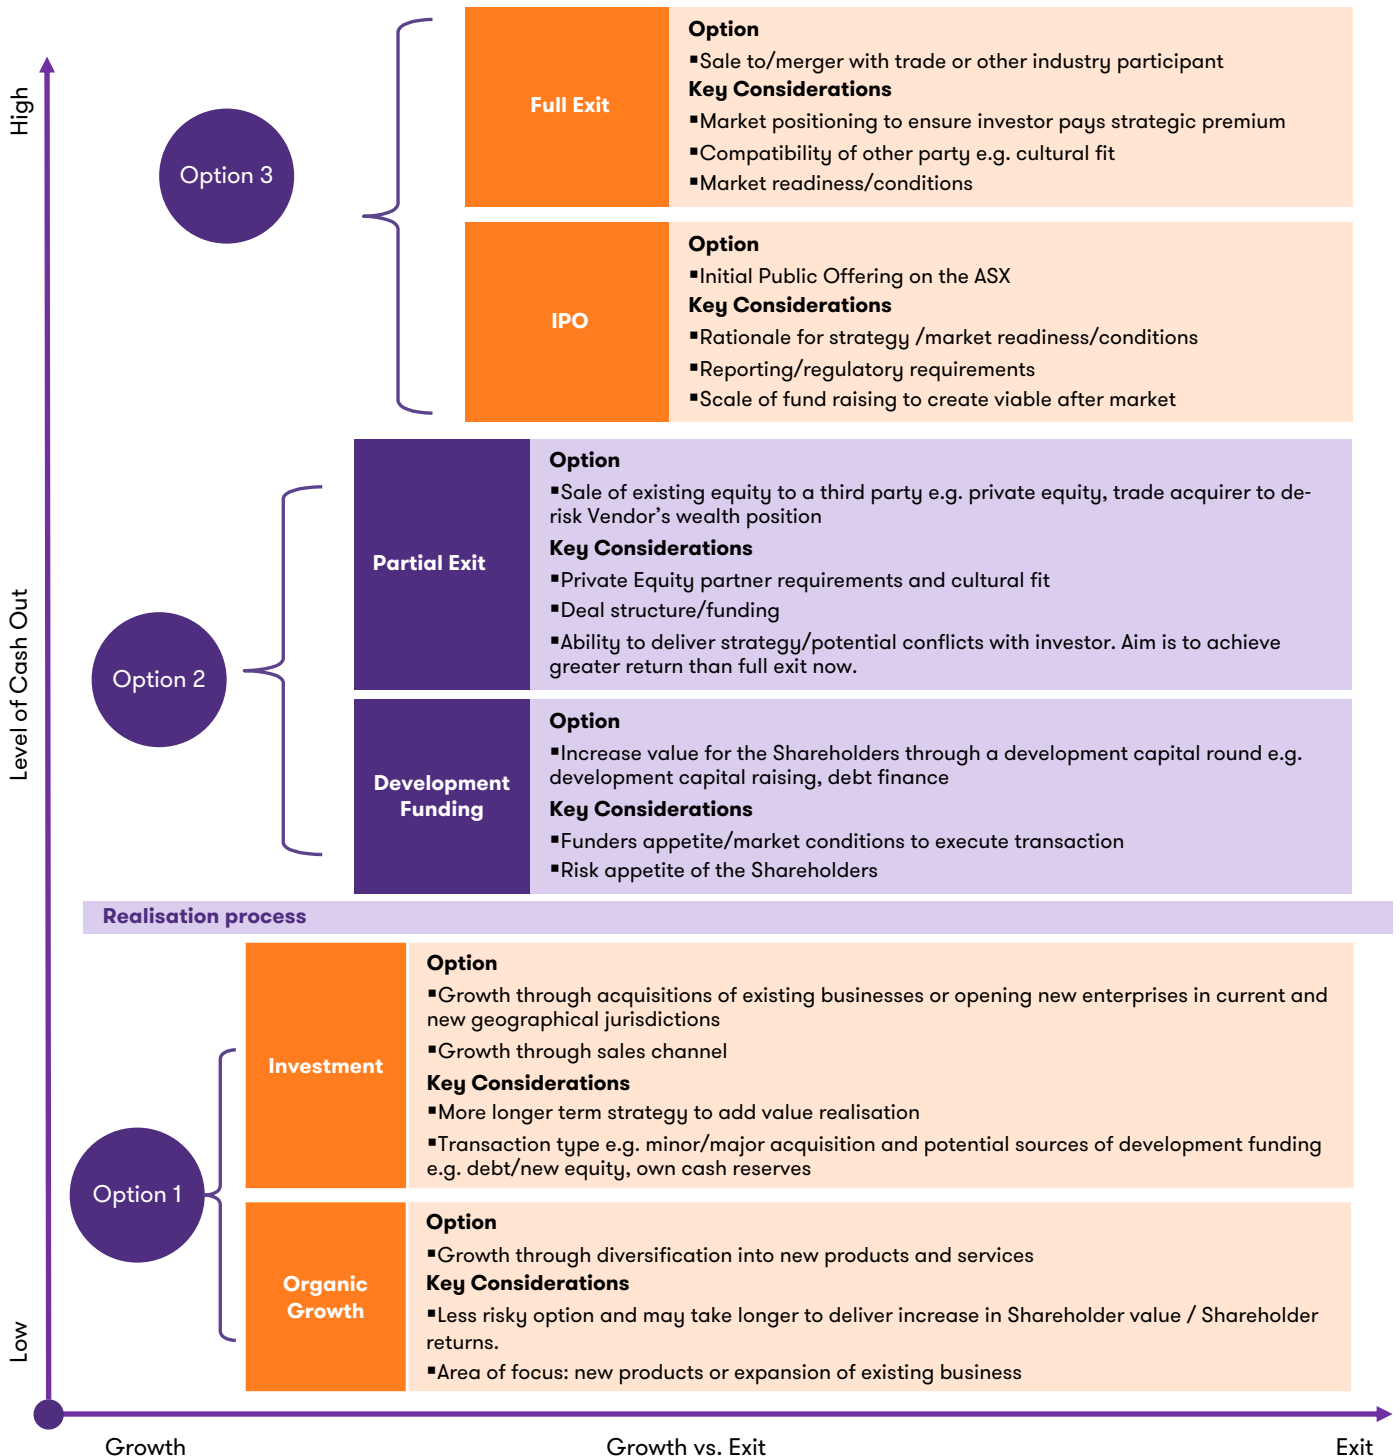 High
Level of Cash Out
Low
Option 3
Full Exit
Option
▪Sale to/merger with trade or other industry participant
Key Considerations
▪Market positioning to ensure investor pays strategic premium
▪Compatibility of other party e.g. cultural fit
▪Market readiness/conditions
IPO
Option
▪Initial Public Offering on the ASX
Key Considerations
▪Rationale for strategy /market readiness/conditions
▪Reporting/regulatory requirements
▪Scale of fund raising to create viable after market
Option 2
Partial Exit
Option
▪Sale of existing equity to a third party e.g. private equity, trade acquirer to de-
risk Vendor's wealth position
Key Considerations
▪Private Equity partner requirements and cultural fit
▪Deal structure/funding
▪Ability to deliver strategy/potential conflicts with investor. Aim is to achieve
greater return than full exit now.
Development
Funding
Option
▪Increase value for the Shareholders through a development capital round e.g.
development capital raising, debt finance
Key Considerations
▪Funders appetite/market conditions to execute transaction
▪Risk appetite of the Shareholders
Realisation process
Option 1
Investment
Option
▪Growth through acquisitions of existing businesses or opening new enterprises in current and
new geographical jurisdictions
▪Growth through sales channel
Key Considerations
▪More longer term strategy to add value realisation
▪Transaction type e.g. minor/major acquisition and potential sources of development funding
e.g. debt/new equity, own cash reserves
Organic
Growth
Option
▪Growth through diversification into new products and services
Key Considerations
▪Less risky option and may take longer to deliver increase in Shareholder value / Shareholder
returns.
▪Area of focus: new products or expansion of existing business
Growth
Growth vs. Exit
Exit